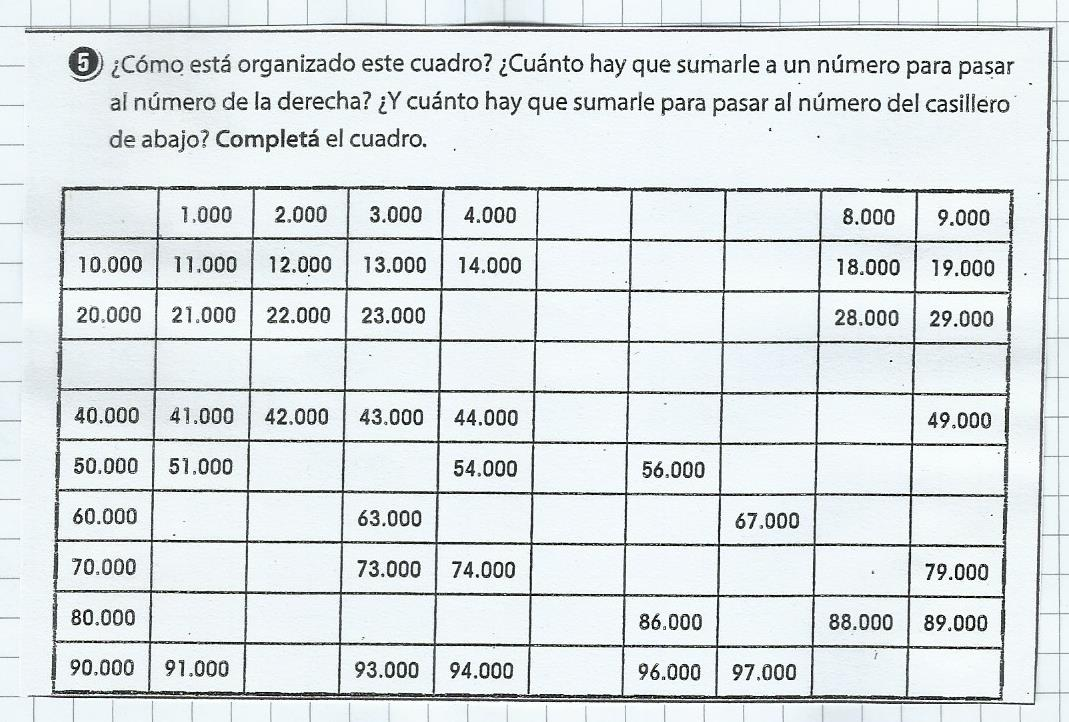 5 ¿Cómo está organizado este cuadro? ¿Cuánto hay que sumarle a un número para pasar
al número de la derecha? ¿Y cuánto hay que sumarle para pasar al número del casillero
de abajo? Completá el cuadro.
1.000 2.000 3.000 4.000 8.000 9.000
10.000 11.000 12.000 13.000 14.000 18.000 19.000
20.000 21.000 22.000 23.000 28.000 29.000
40.000 41.000 42.000 43.000 44.000 49.000
50.000 51.000 54.000 56.000
60.000 63.000 67.000
70.000 73.000 74.000 79.000
80.000 86.000 88.000 89.000
90.000 91.000 93.000 94.000 96.000 97.000